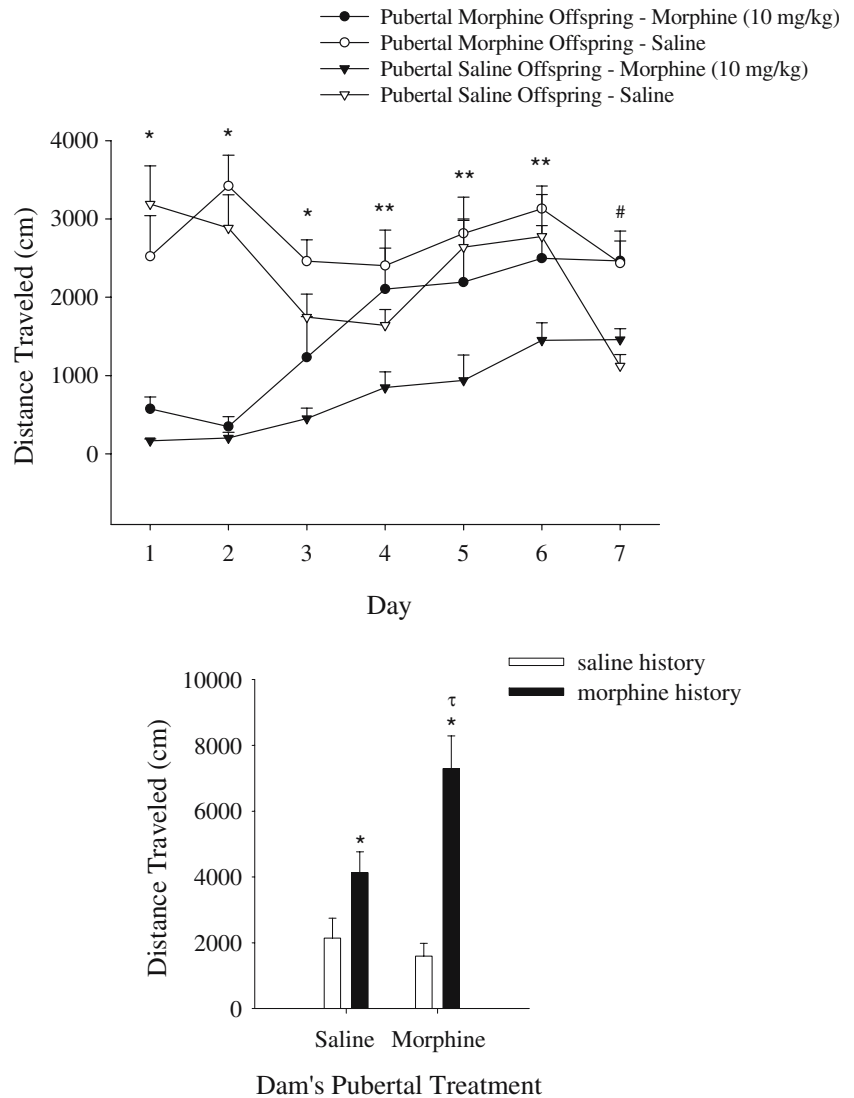 Pubertal Morphine Offspring - Morphine (10 mg/kg)
Pubertal Morphine Offspring - Saline
Pubertal Saline Offspring - Morphine (10 mg/kg)
Pubertal Saline Offspring - Saline
* * * ** ** ** #
4000
3000
2000
1000
0
Distance Traveled (cm)
1 2 3 4 5 6 7
Day
saline history
morphine history
10000
8000
6000
4000
2000
0
Distance Traveled (cm)
τ
*
*
Saline Morphine
Dam's Pubertal Treatment